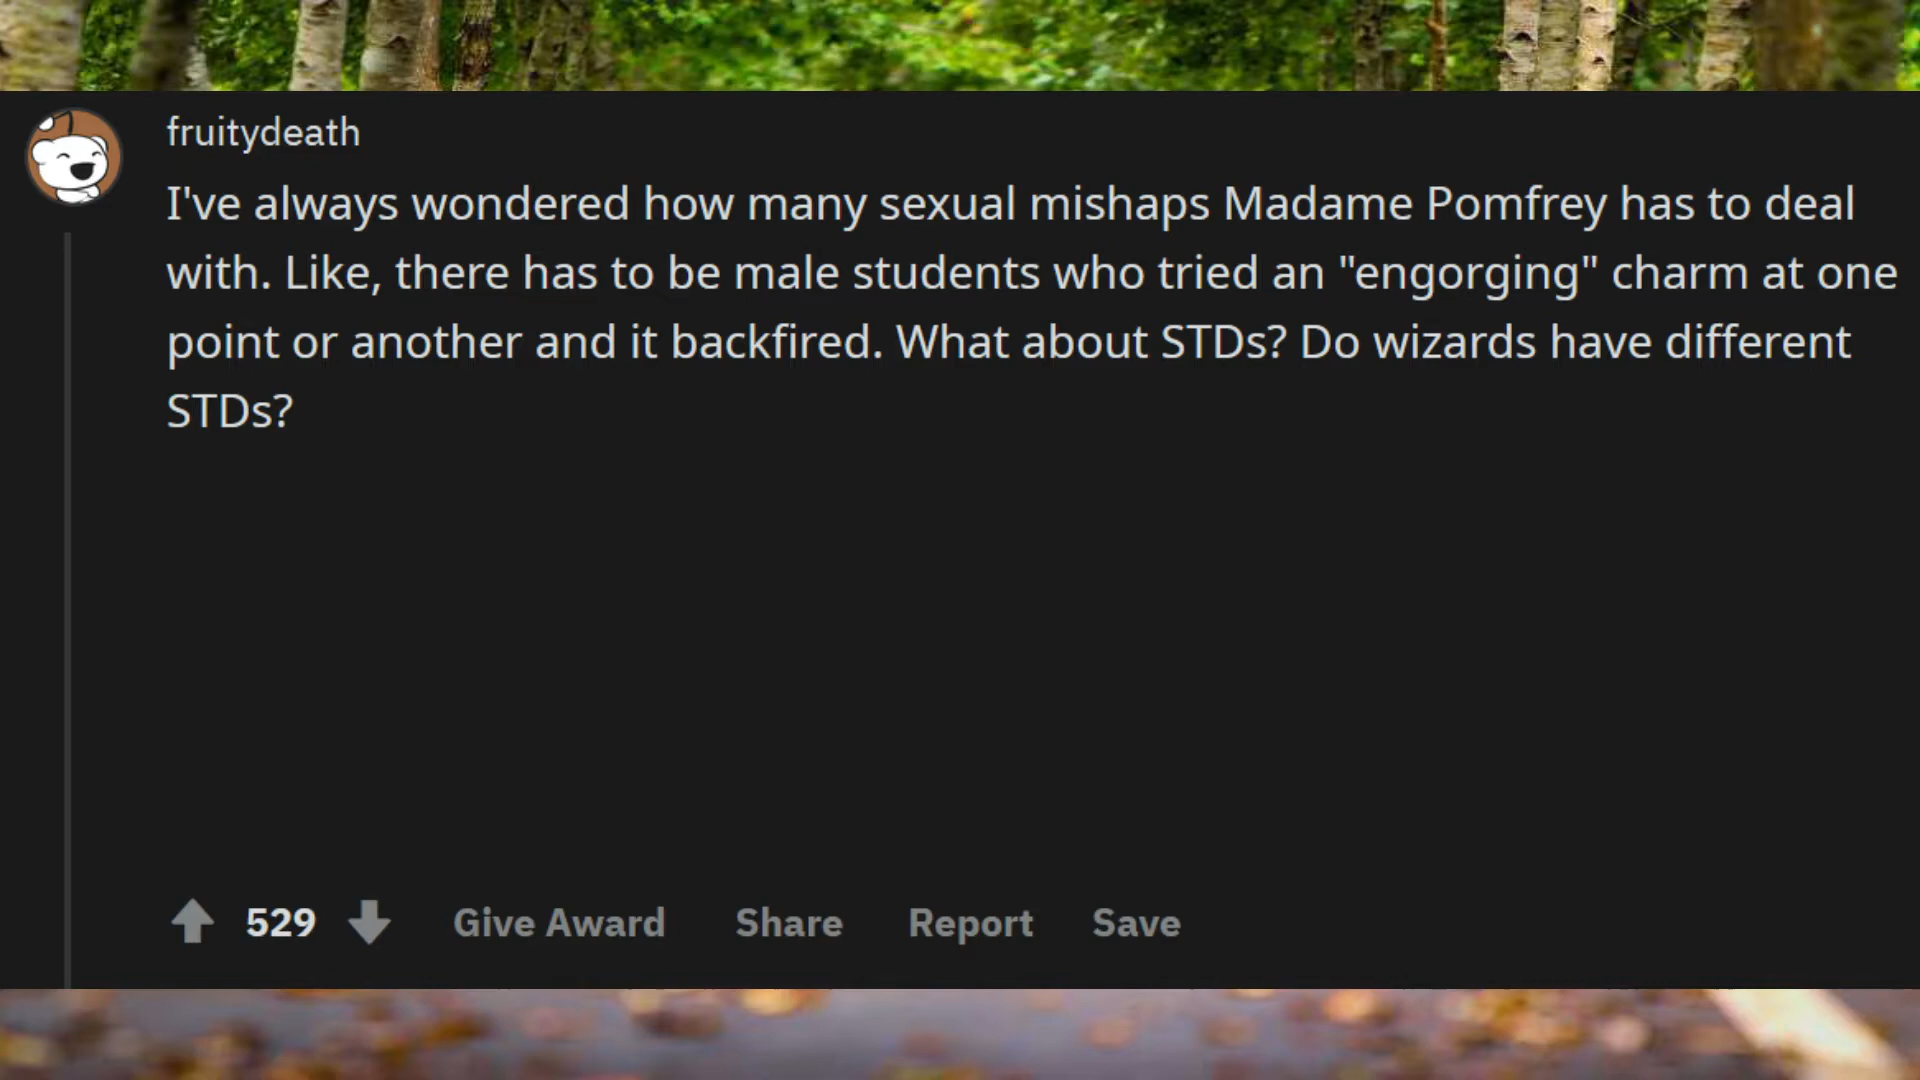 fruitydeath
I've always wondered how many sexual mishaps Madame Pomfrey has to deal
with. Like, there has to be male students who tried an "engorging" charm at one
point or another and it backfired. What about STDs? Do wizards have different
STDs?
529 Give Award Share Report Save